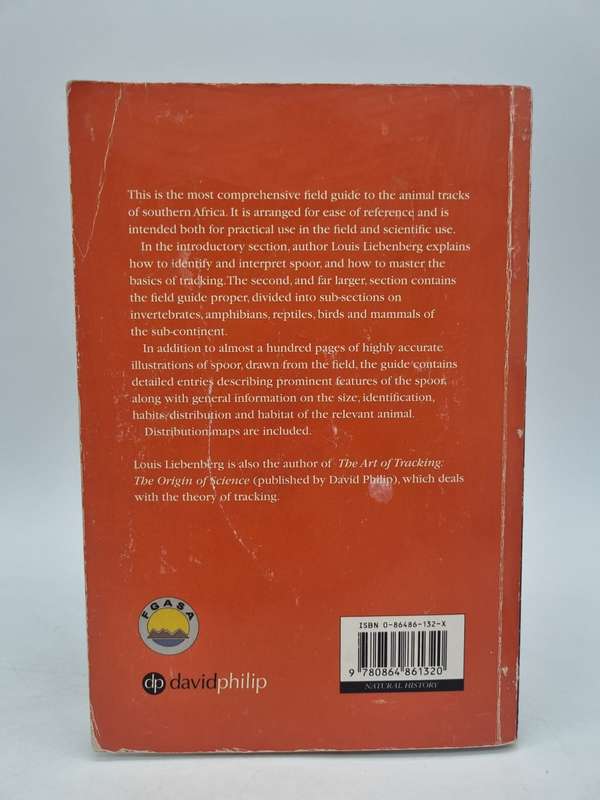 This is the most comprehensive field guide to the animal tracks
of southern Africa. It is arranged for ease of reference and is
intended both for practical use in the field and scientific use.
In the introductory section, author Louis Liebenberg explains
how to identify and interpret spoor, and how to master the
basics of tracking. The second, and far larger, section contains
the field guide proper, divided into sub-sections on
invertebrates, amphibians, reptiles, birds and mammals of
the sub-continent.
In addition to almost a hundred pages of highly accurate
illustrations of spoor, drawn from the field, the guide contains
detailed entries describing prominent features of the spoor,
along with general information on the size, identification,
habits, distribution and habitat of the relevant animal.
Distribution maps are included.
Louis Liebenberg is also the author of The Art of Tracking:
The Origin of Science (published by David Philip), which deals
with the theory of tracking.
FGASA
ISBN 0-86486-132-X
9 780864 861320
NATURAL HISTORY
dp davidphilip